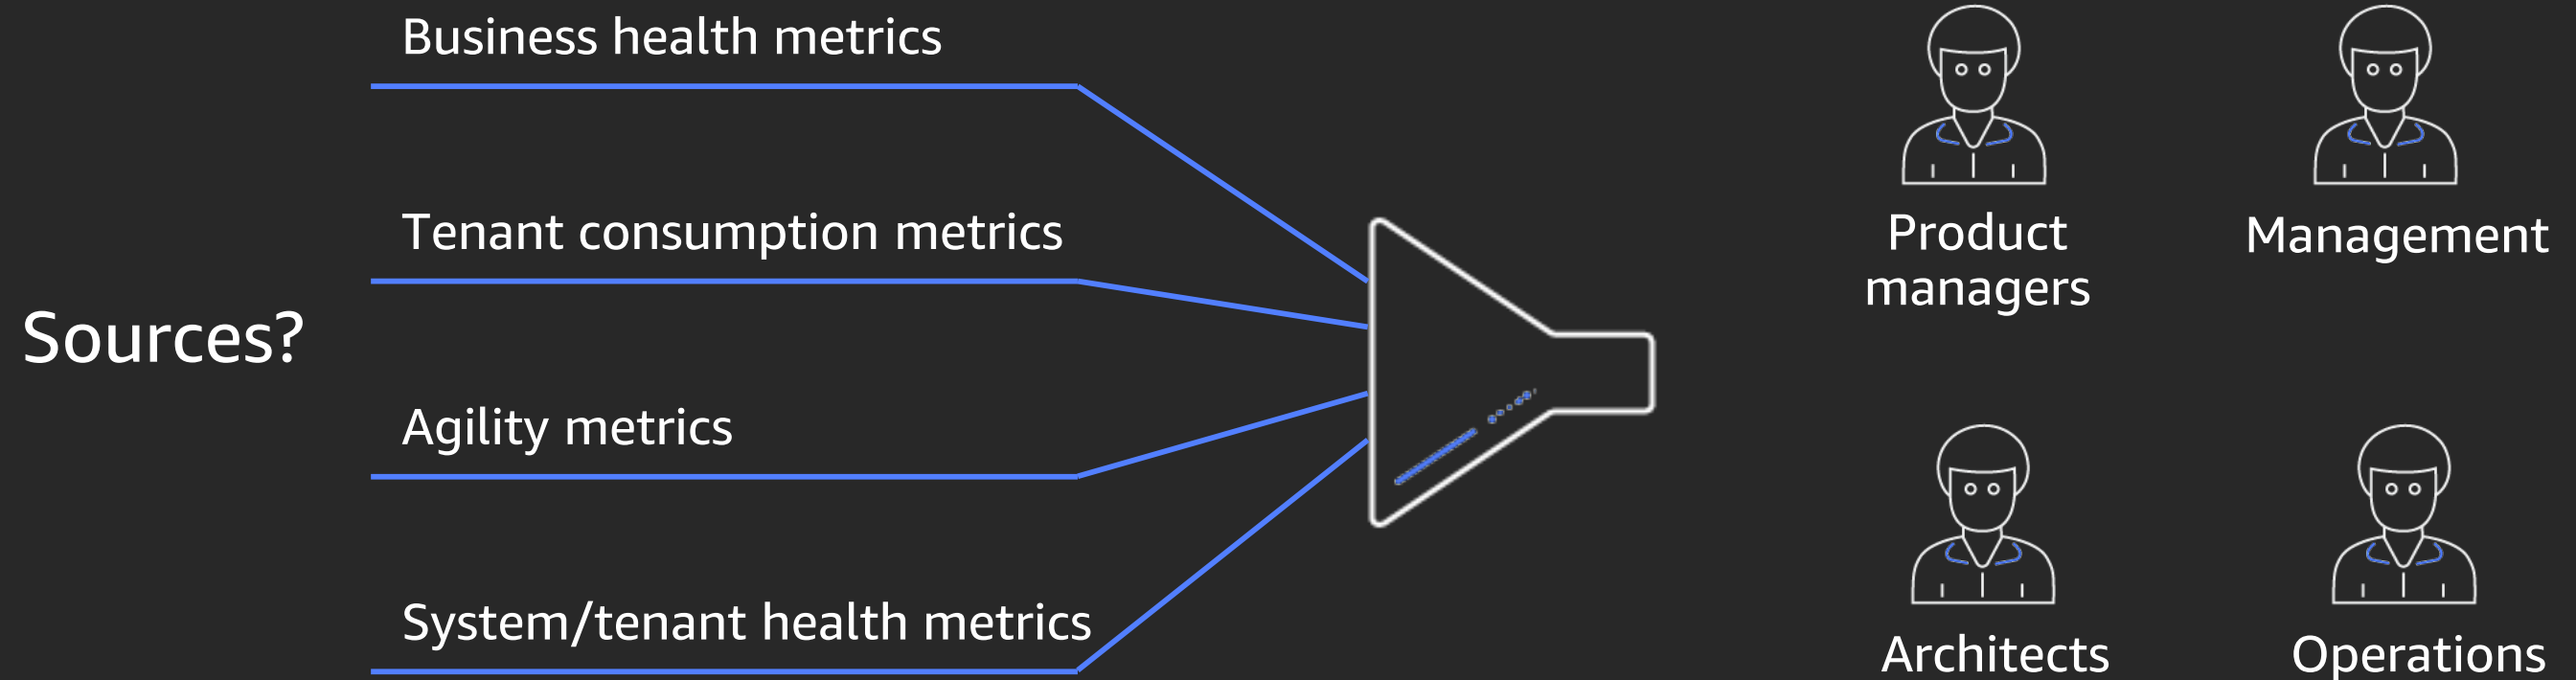 Sources?
Business health metrics
Tenant consumption metrics
Agility metrics
System/tenant health metrics
Product
managers
Management
Architects
Operations